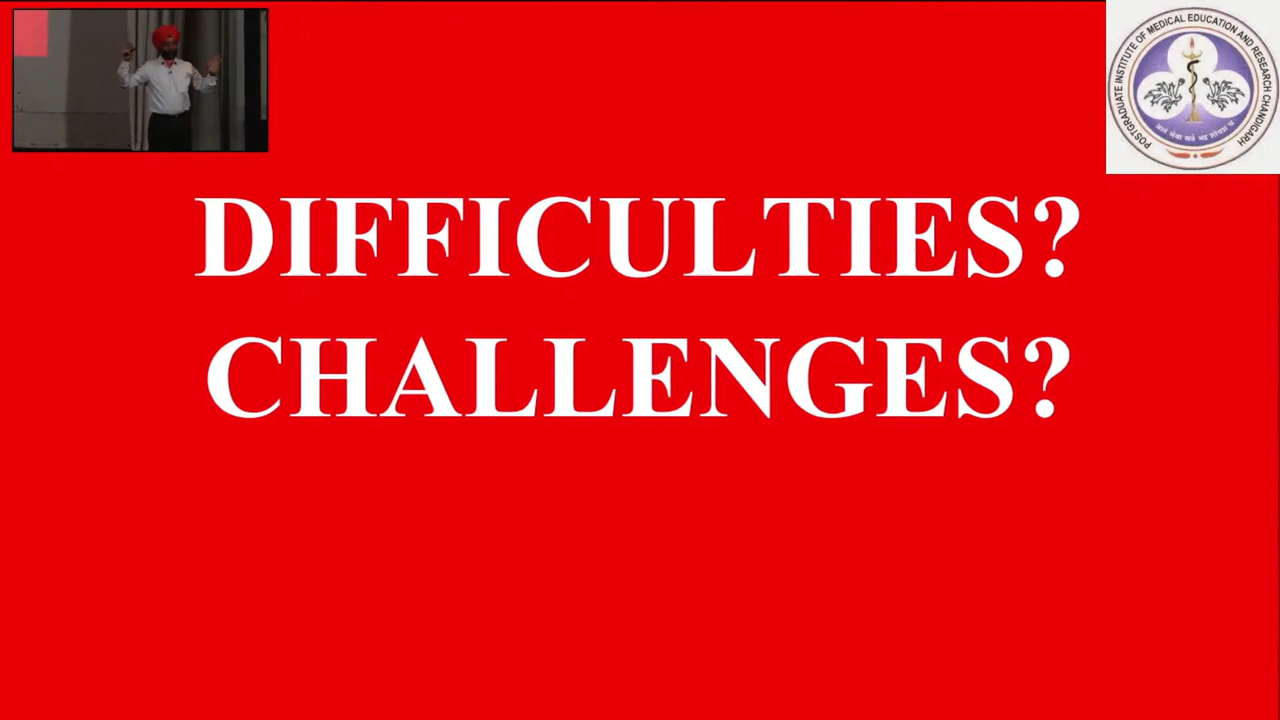 POSTGRADUATE INSTITUTE OF MEDICAL EDUCATION AND RESEARCH CHANDIGARH
DIFFICULTIES?
CHALLENGES?